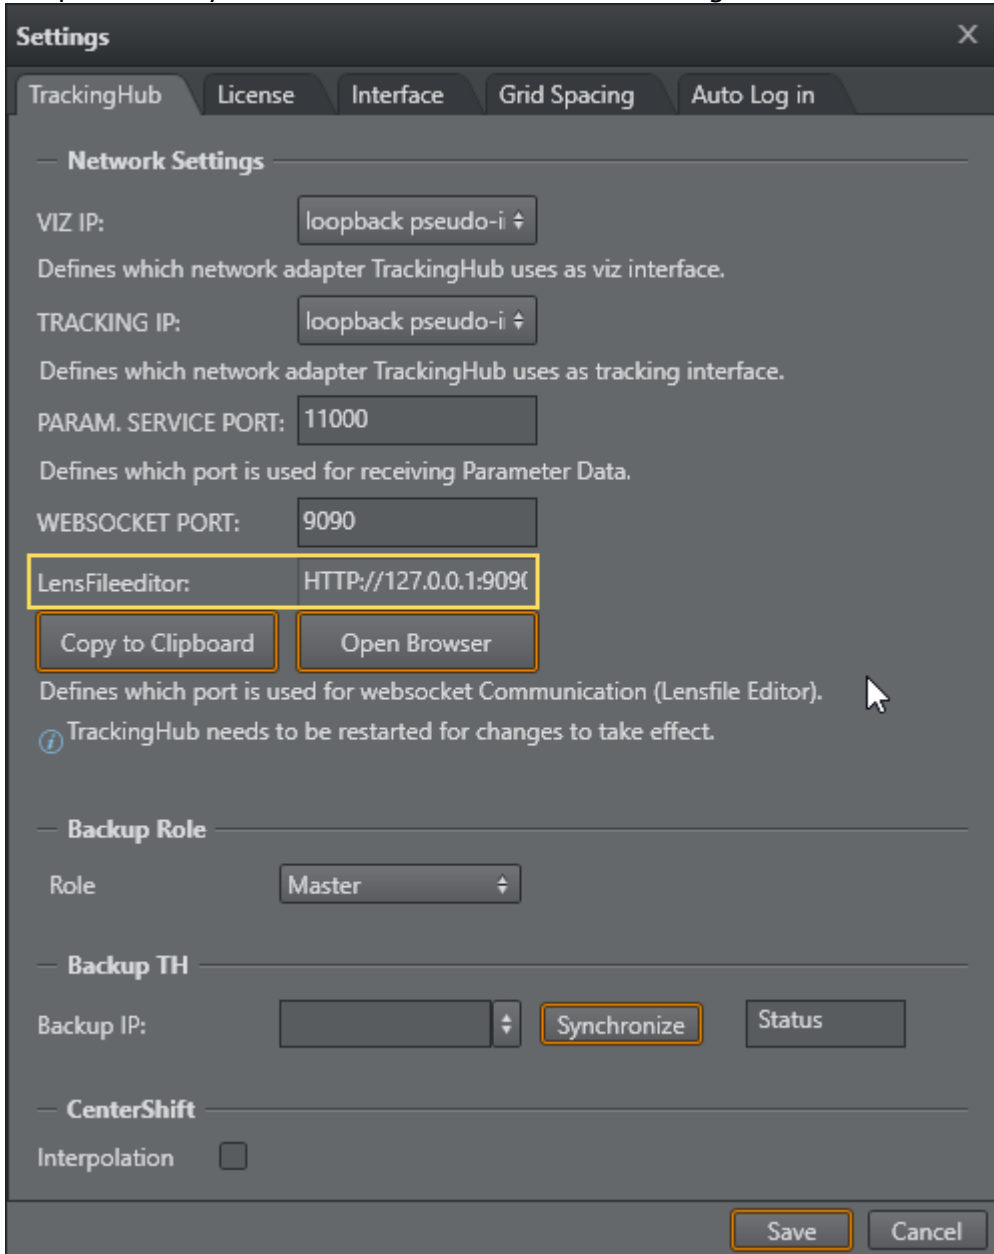 Settings X
TrackingHub License Interface Grid Spacing Auto Log in
Network Settings
VIZ IP: loopback pseudo-i
Defines which network adapter TrackingHub uses as viz interface.
TRACKING IP: loopback pseudo-i
Defines which network adapter TrackingHub uses as tracking interface.
PARAM. SERVICE PORT: 11000
Defines which port is used for receiving Parameter Data.
WEBSOCKET PORT: 9090
LensFileeditor: HTTP://127.0.0.1:909(
Copy to Clipboard Open Browser
Defines which port is used for websocket Communication (Lensfile Editor).
i TrackingHub needs to be restarted for changes to take effect.
Backup Role
Role Master
Backup TH
Backup IP: Synchronize Status
CenterShift
Interpolation
Save Cancel